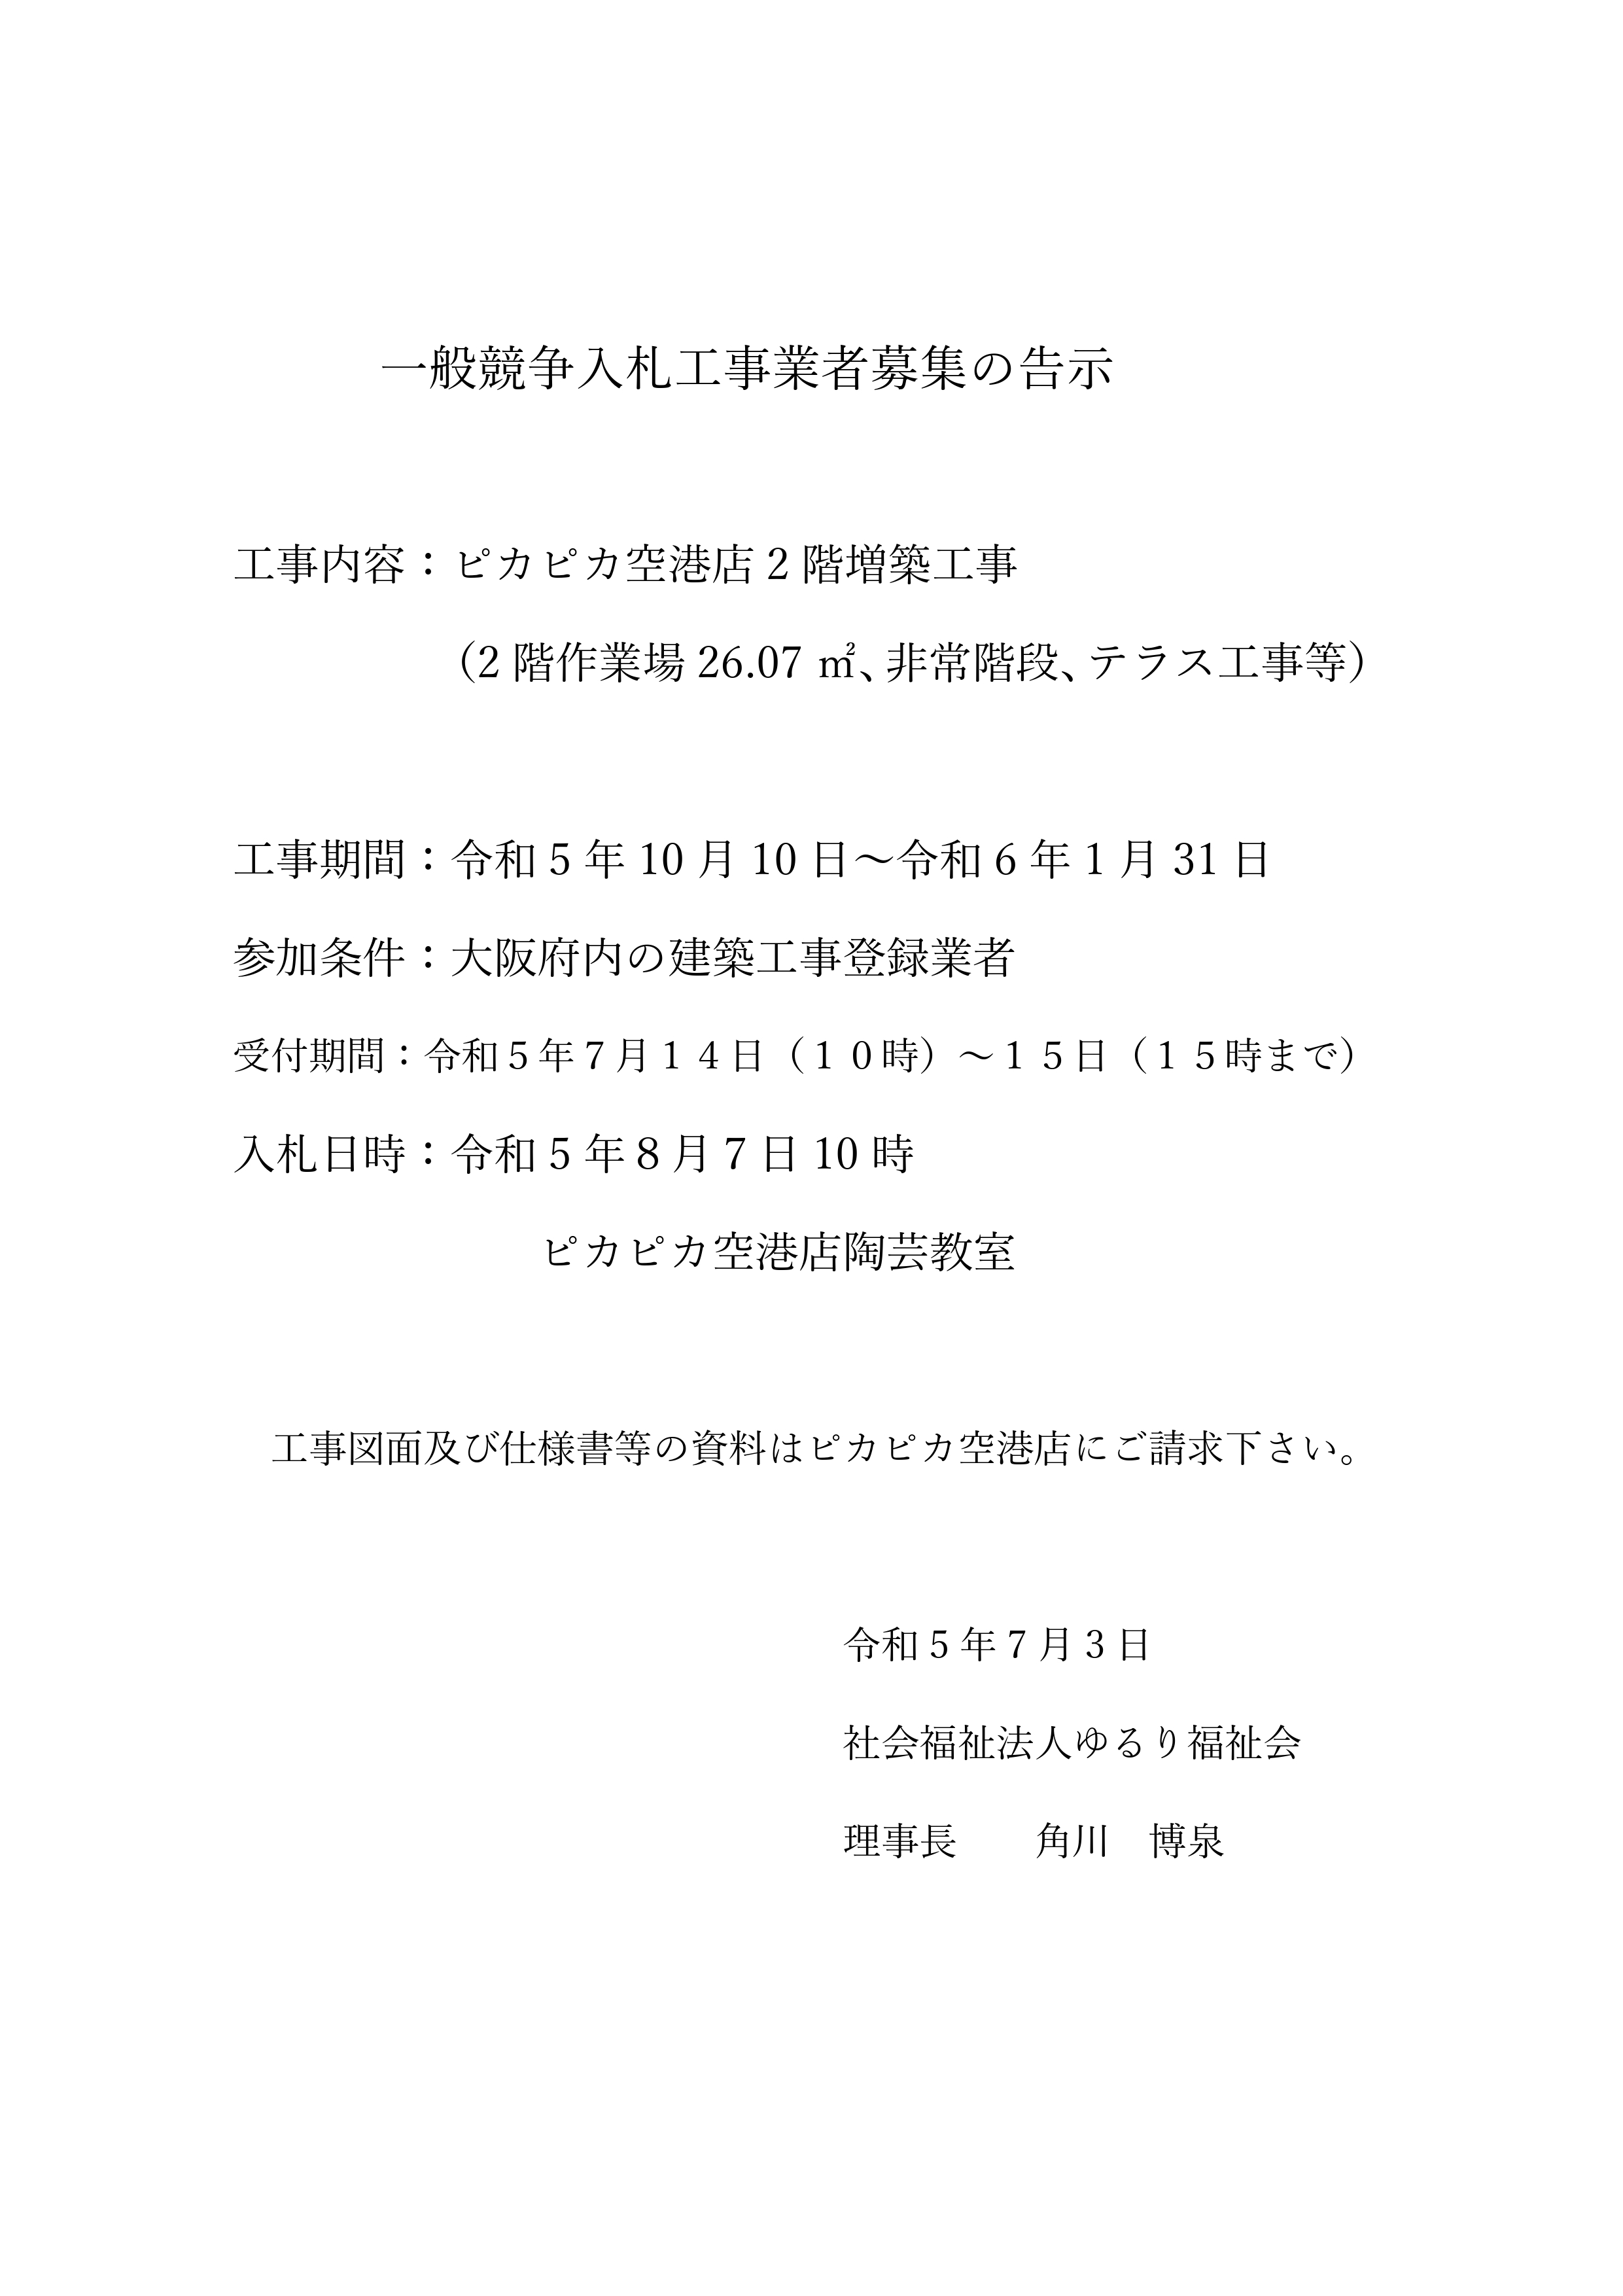 一般競争入札工事業者募集の告示
工事内容：ピカピカ空港店 2 階増築工事
（2 階作業場 26.07 ㎡、非常階段、テラス工事等）
工事期間：令和 5 年 10 月 10 日～令和 6 年 1 月 31 日
参加条件：大阪府内の建築工事登録業者
受付期間：令和５年７月１４日（１０時）～１５日（１５時まで）
入札日時：令和 5 年 8 月 7 日 10 時
ピカピカ空港店陶芸教室
工事図面及び仕様書等の資料はピカピカ空港店にご請求下さい。
令和 5 年 7 月 3 日
社会福祉法人ゆるり福祉会
理事長　　角川　博泉